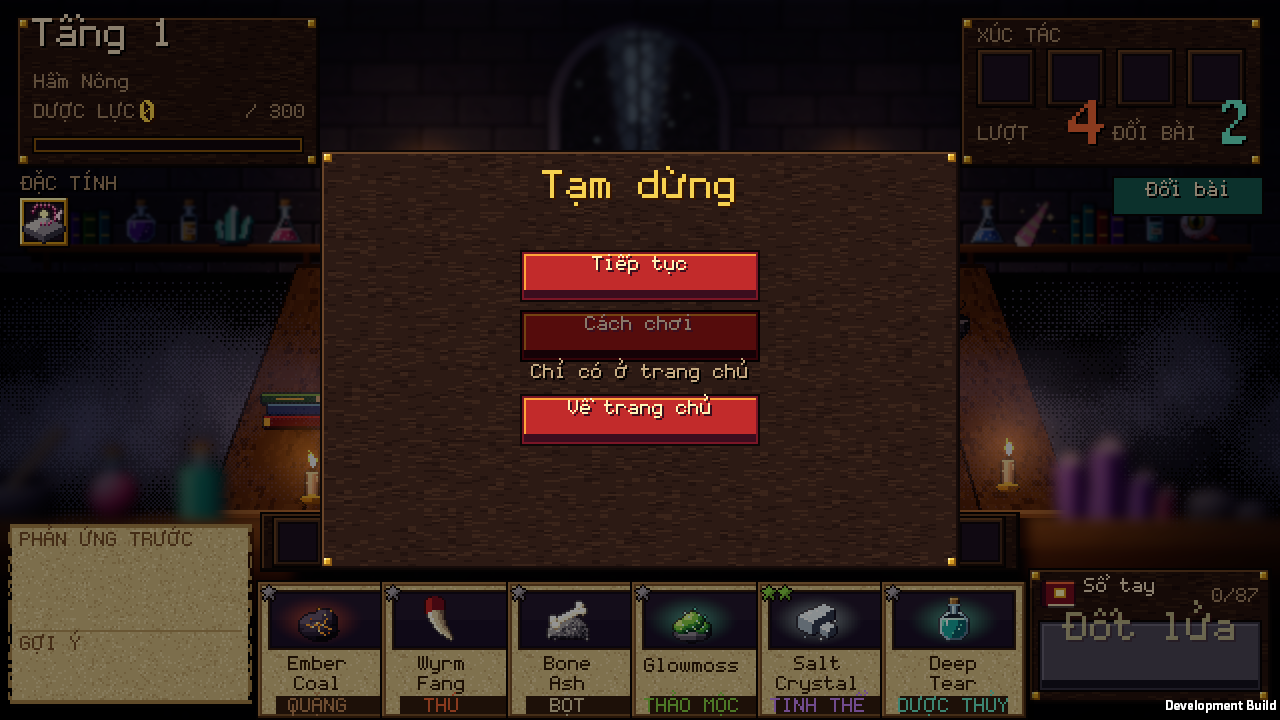 Tầng 1
Hầm Nông
DƯỢC LỰC 0 / 300
ĐẶC TÍNH
XÚC TÁC
LƯỢT 4 ĐỔI BÀI 2
Đổi bài
Tạm dừng
Tiếp tục
Cách chơi
Chỉ có ở trang chủ
Về trang chủ
PHẢN ỨNG TRƯỚC
GỢI Ý
Ember
Coal
QUẶNG
Wyrm
Fang
THÚ
Bone
Ash
BỘT
Glowmoss
THẢO MỘC
Salt
Crystal
TINH THỂ
Deep
Tear
DƯỢC THỦY
Sổ tay
0/87
Đốt lửa
Development Build